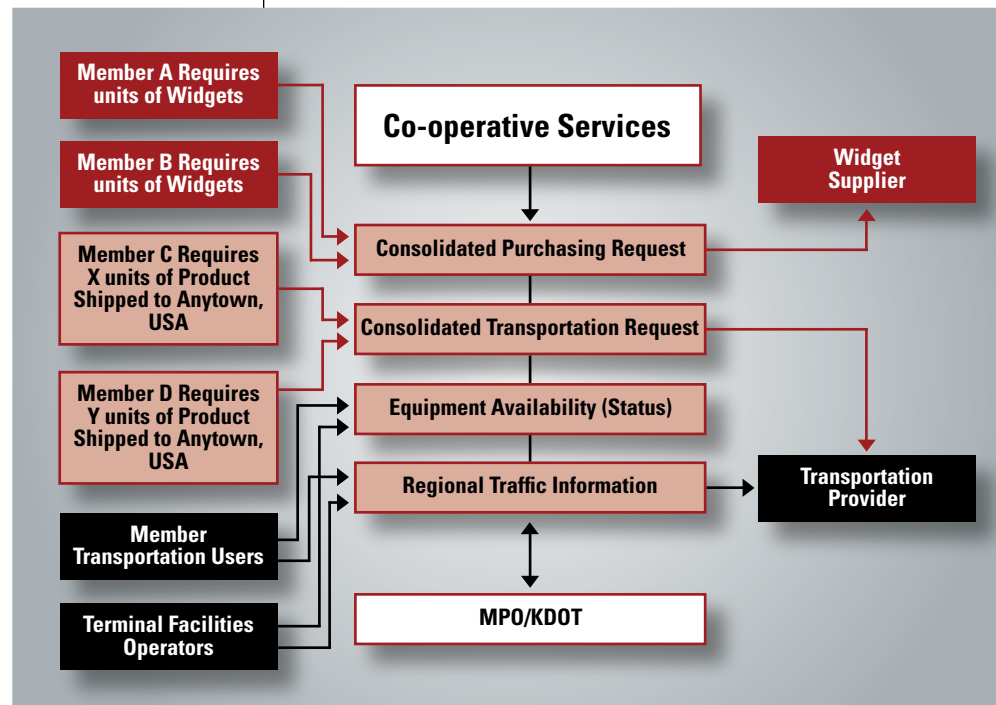 Member A Requires
units of Widgets
Member B Requires
units of Widgets
Member C Requires
X units of Product
Shipped to Anytown,
USA
Member D Requires
Y units of Product
Shipped to Anytown,
USA
Member
Transportation Users
Terminal Facilities
Operators
Co-operative Services
Consolidated Purchasing Request
Consolidated Transportation Request
Equipment Availability (Status)
Regional Traffic Information
MPO/KDOT
Widget
Supplier
Transportation
Provider